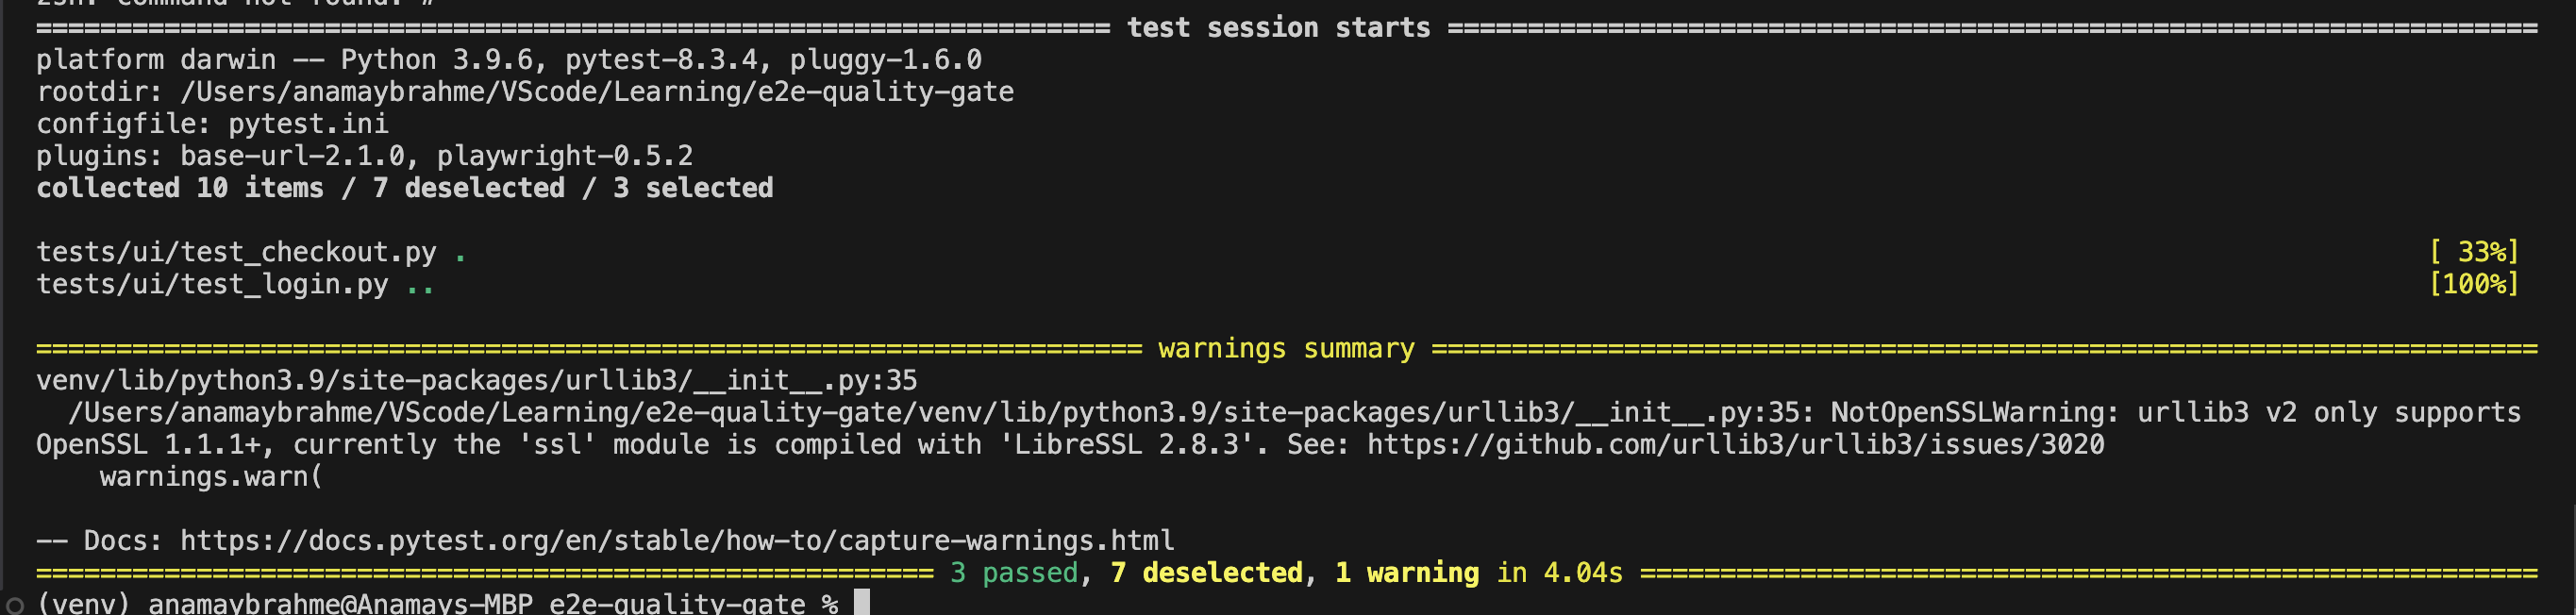 zsh: command not found: #
============================= test session starts =============================
platform darwin -- Python 3.9.6, pytest-8.3.4, pluggy-1.6.0
rootdir: /Users/anamaybrahme/VScode/Learning/e2e-quality-gate
configfile: pytest.ini
plugins: base-url-2.1.0, playwright-0.5.2
collected 10 items / 7 deselected / 3 selected
tests/ui/test_checkout.py . [ 33%]
tests/ui/test_login.py .. [100%]
============================= warnings summary =============================
venv/lib/python3.9/site-packages/urllib3/__init__.py:35
/Users/anamaybrahme/VScode/Learning/e2e-quality-gate/venv/lib/python3.9/site-packages/urllib3/__init__.py:35: NotOpenSSLWarning: urllib3 v2 only supports
OpenSSL 1.1.1+, currently the 'ssl' module is compiled with 'LibreSSL 2.8.3'. See: https://github.com/urllib3/urllib3/issues/3020
warnings.warn(
-- Docs: https://docs.pytest.org/en/stable/how-to/capture-warnings.html
============================= 3 passed, 7 deselected, 1 warning in 4.04s =============================
(venv) anamaybrahme@Anamays-MBP e2e-quality-gate %